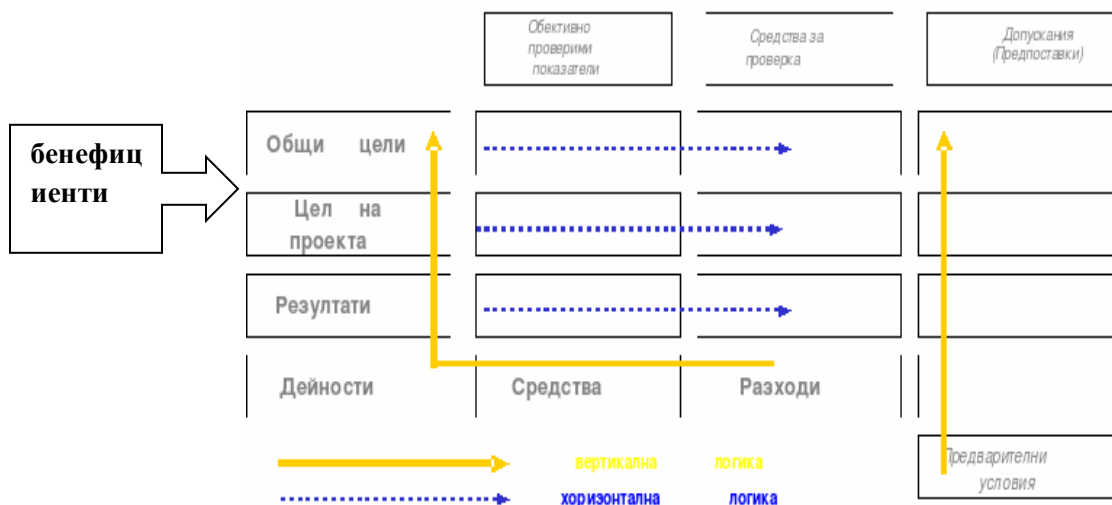 Обективно
проверими
показатели
Средства за
проверка
Допускания
(Предпоставки)
бенефиц
иенти
Общи цели
Цел на
проекта
Резултати
Дейности
Средства
Разходи
вертикална логика
хоризонтална логика
Предварителни
условия